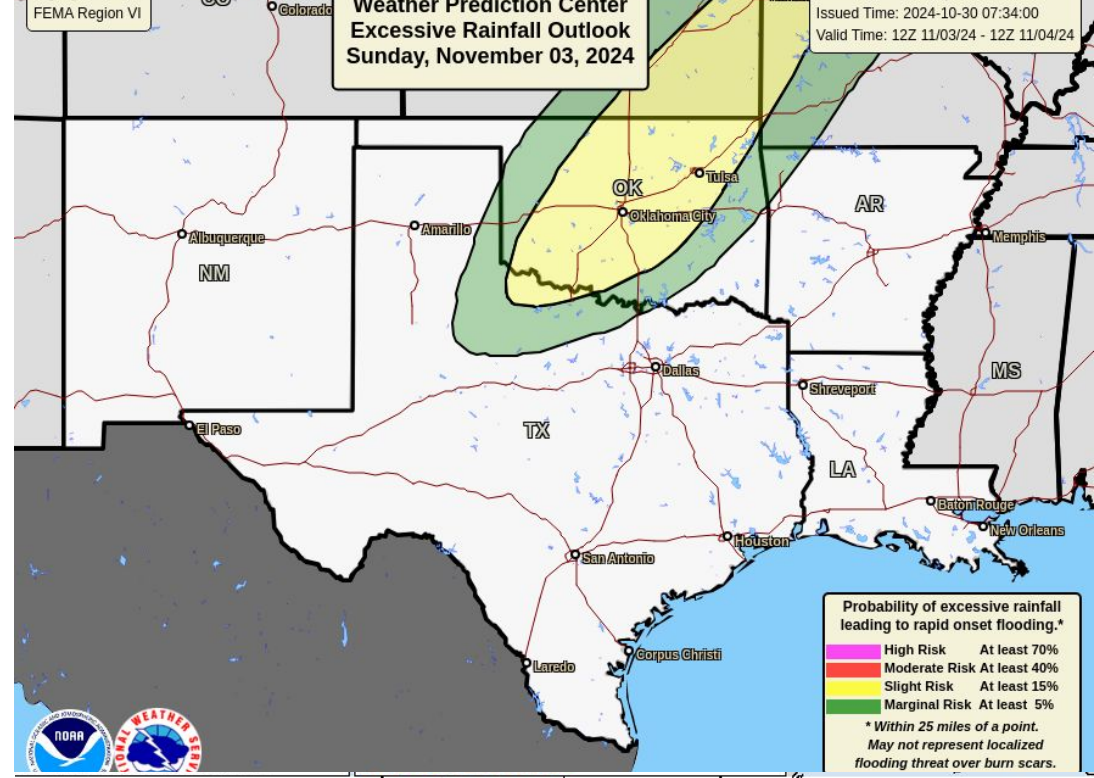 FEMA Region VI
Weather Prediction Center
Excessive Rainfall Outlook
Sunday, November 03, 2024
Issued Time: 2024-10-30 07:34:00
Valid Time: 12Z 11/03/24 - 12Z 11/04/24
CO
Colorado
Tulsa
OK
Oklahoma City
AR
Amarillo
Albuquerque
Memphis
NM
Dallas
MS
Shreveport
El Paso
TX
LA
Baton Rouge
New Orleans
Houston
San Antonio
Laredo
Corpus Christi
Probability of excessive rainfall
leading to rapid onset flooding.*
High Risk At least 70%
Moderate Risk At least 40%
Slight Risk At least 15%
Marginal Risk At least 5%
* Within 25 miles of a point.
May not represent localized
flooding threat over burn scars.
NOAA
WEATHER